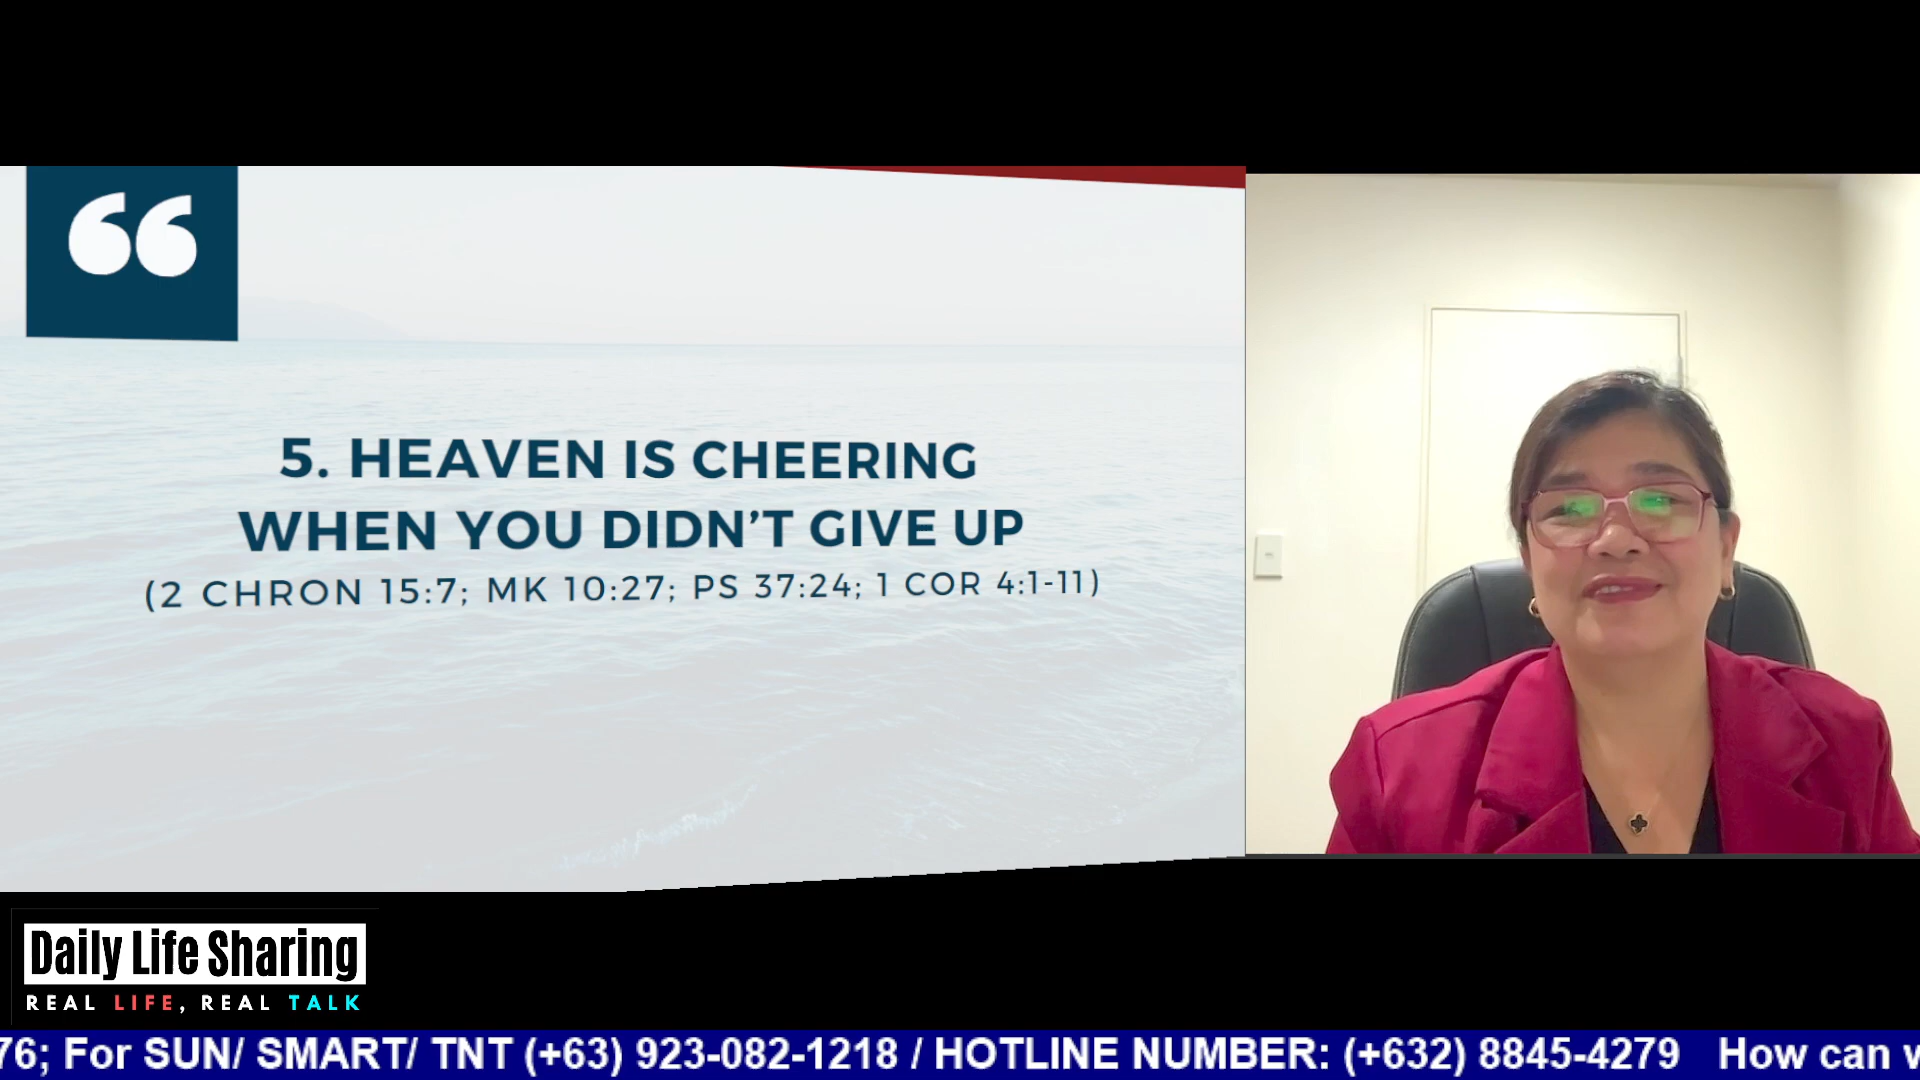 5. HEAVEN IS CHEERING
WHEN YOU DIDN'T GIVE UP
(2 CHRON 15:7; MK 10:27; PS 37:24; 1 COR 4:1-11)
Daily Life Sharing
REAL LIFE, REAL TALK
76; For SUN/ SMART/ TNT (+63) 923-082-1218 / HOTLINE NUMBER: (+632) 8845-4279 How can